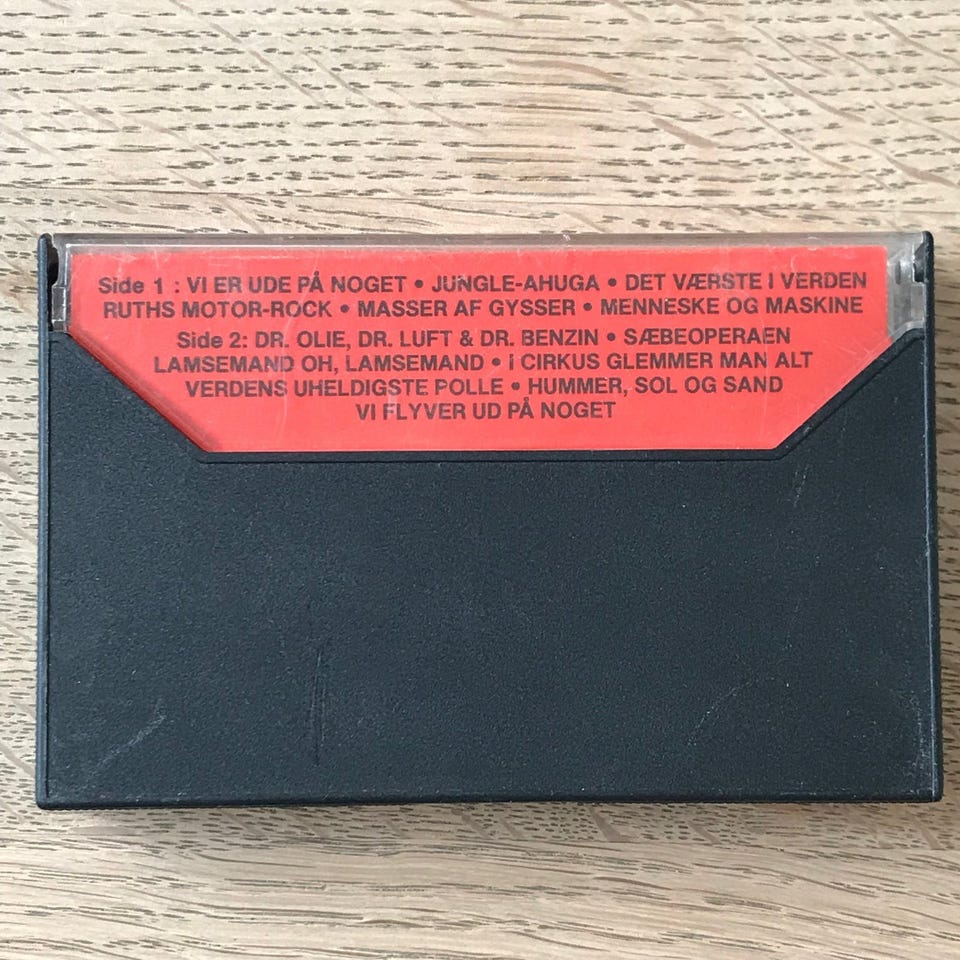 Side 1 : VI ER UDE PÅ NOGET • JUNGLE-AHUGA • DET VÆRSTE I VERDEN
RUTHS MOTOR-ROCK • MASSER AF GYSSER • MENNESKE OG MASKINE
Side 2: DR. OLIE, DR. LUFT & DR. BENZIN • SÆBEOPERAEN
LAMSEMAND OH, LAMSEMAND • I CIRKUS GLEMMER MAN ALT
VERDENS UHELDIGSTE POLLE • HUMMER, SOL OG SAND
VI FLYVER UD PÅ NOGET